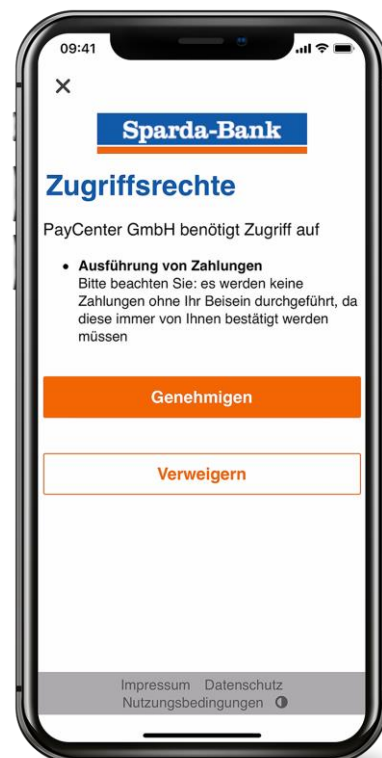 09:41
Sparda-Bank
Zugriffsrechte
PayCenter GmbH benötigt Zugriff auf
• Ausführung von Zahlungen
Bitte beachten Sie: es werden keine
Zahlungen ohne Ihr Beisein durchgeführt, da
diese immer von Ihnen bestätigt werden
müssen
Genehmigen
Verweigern
Impressum Datenschutz
Nutzungsbedingungen